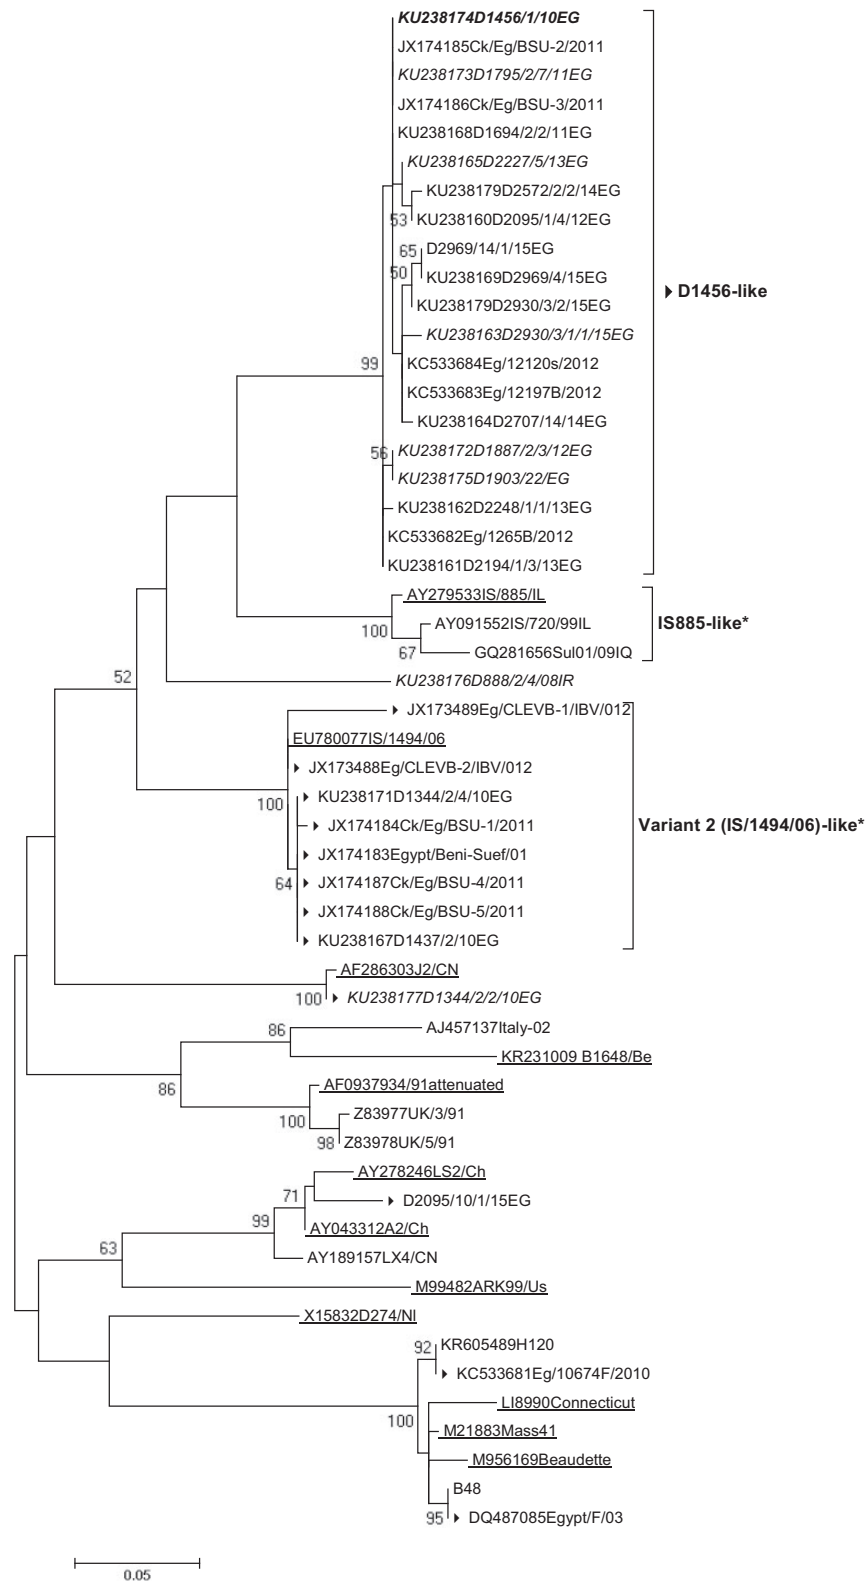 KU238174D1456/1/10EG
JX174185Ck/Eg/BSU-2/2011
KU238173D1795/2/7/11EG
JX174186Ck/Eg/BSU-3/2011
KU238168D1694/2/2/11EG
KU238165D2227/5/13EG
KU238179D2572/2/2/14EG
53
KU238160D2095/1/4/12EG
65
D2969/14/1/15EG
50
KU238169D2969/4/15EG
D1456-like
KU238179D2930/3/2/15EG
KU238163D2930/3/1/1/15EG
99
KC533684Eg/12120s/2012
KC533683Eg/12197B/2012
KU238164D2707/14/14EG
56
KU238172D1887/2/3/12EG
KU238175D1903/22/EG
KU238162D2248/1/1/13EG
KC533682Eg/1265B/2012
KU238161D2194/1/3/13EG
AY279533IS/885/IL
100
AY091552IS/720/99IL
IS885-like*
67
GQ281656Sul01/09IQ
52
KU238176D888/2/4/08IR
JX173489Eg/CLEVB-1/IBV/012
EU780077IS/1494/06
JX173488Eg/CLEVB-2/IBV/012
100
KU238171D1344/2/4/10EG
JX174184Ck/Eg/BSU-1/2011
Variant 2 (IS/1494/06)-like*
JX174183Egypt/Beni-Suef/01
64
JX174187Ck/Eg/BSU-4/2011
JX174188Ck/Eg/BSU-5/2011
KU238167D1437/2/10EG
AF286303J2/CN
100
KU238177D1344/2/2/10EG
86
AJ457137Italy-02
KR231009 B1648/Be
86
AF0937934/91attenuated
100
Z83977UK/3/91
98
Z83978UK/5/91
AY278246LS2/Ch
71
D2095/10/1/15EG
99
AY043312A2/Ch
63
AY189157LX4/CN
M99482ARK99/Us
X15832D274/Nl
92
KR605489H120
KC533681Eg/10674F/2010
100
LI8990Connecticut
M21883Mass41
M956169Beaudette
B48
95
DQ487085Egypt/F/03
0.05